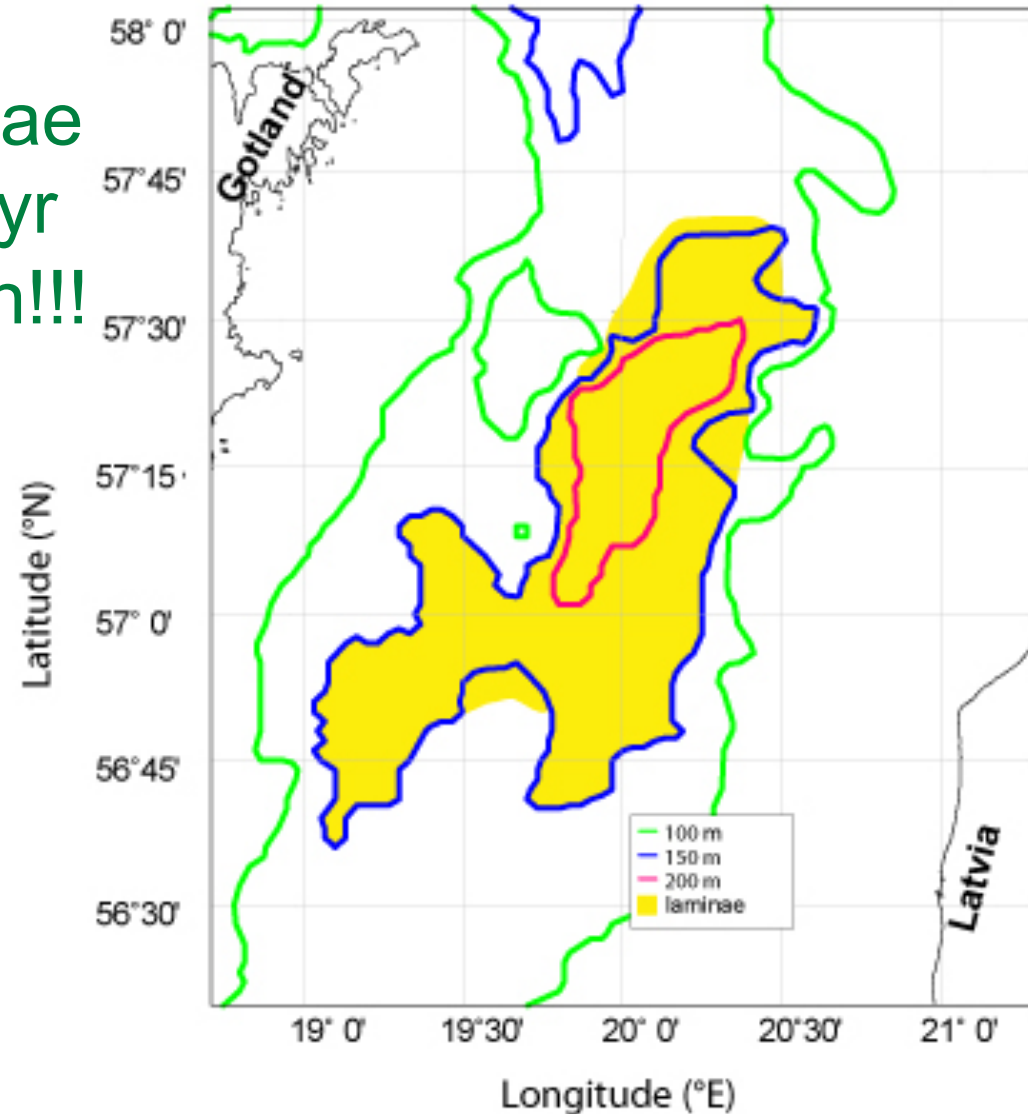 ae
yr
n!!!
58° 0'
57°45'
57°30'
57°15'
57° 0'
56°45'
56°30'
Latitude (°N)
Gotland
Latvia
100 m
150 m
200 m
laminae
19° 0'
19°30'
20° 0'
20°30'
21° 0'
Longitude (°E)